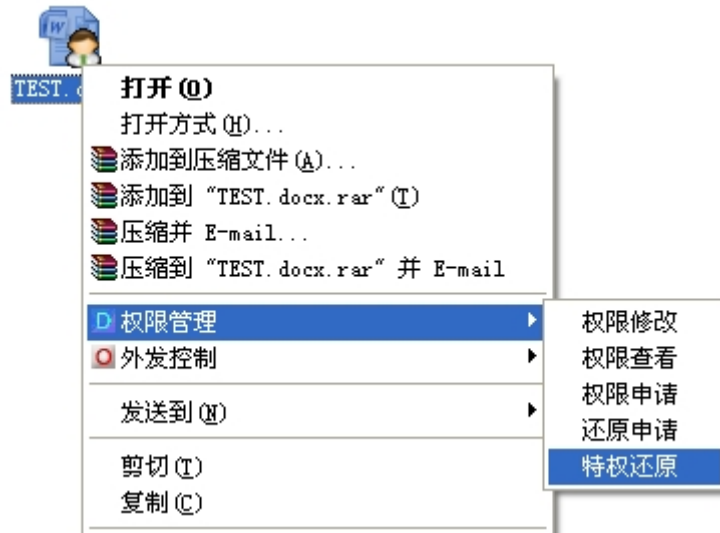 TEST.
打开(O)
打开方式(H)...
添加到压缩文件(A)...
添加到 "TEST.docx.rar"(T)
压缩并 E-mail...
压缩到 "TEST.docx.rar" 并 E-mail
权限管理
外发控制
发送到(N)
剪切(T)
复制(C)
权限修改
权限查看
权限申请
还原申请
特权还原